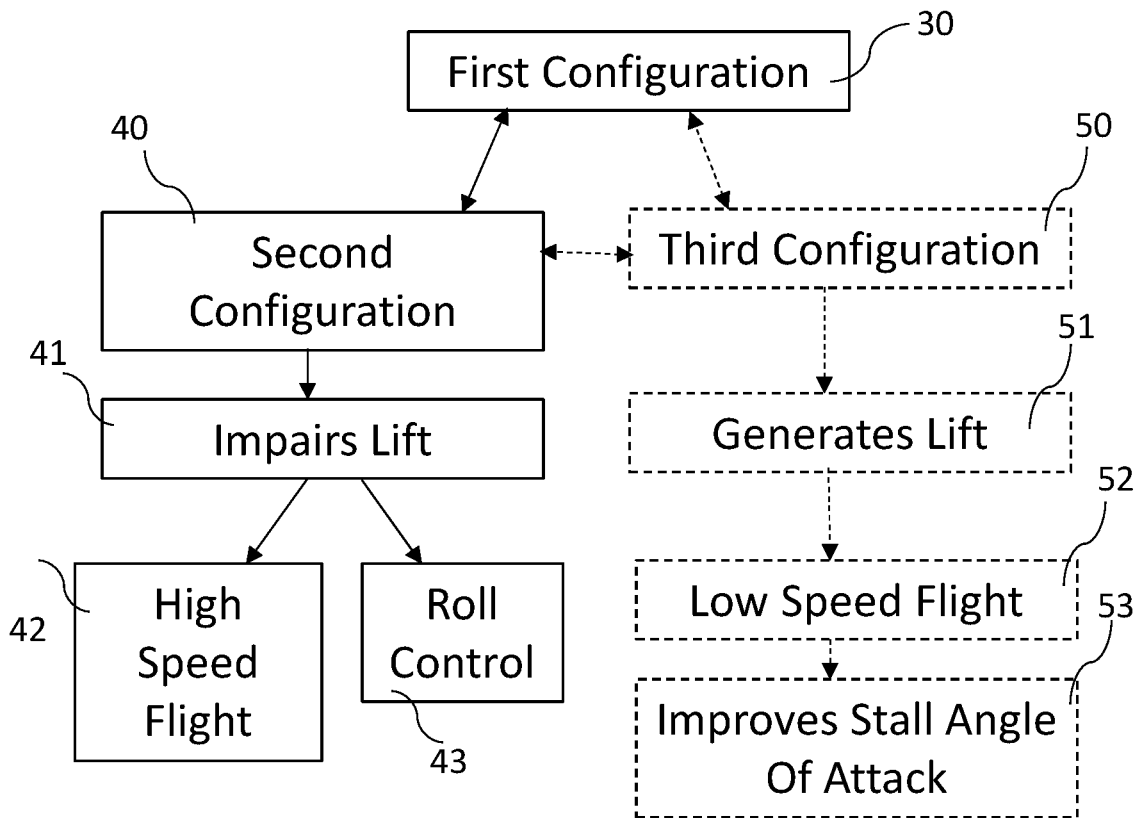 30
First Configuration
40
50
Second
Configuration
Third Configuration
41
51
Impairs Lift
Generates Lift
52
High
Speed
Flight
42
Roll
Control
43
Low Speed Flight
53
Improves Stall Angle
Of Attack